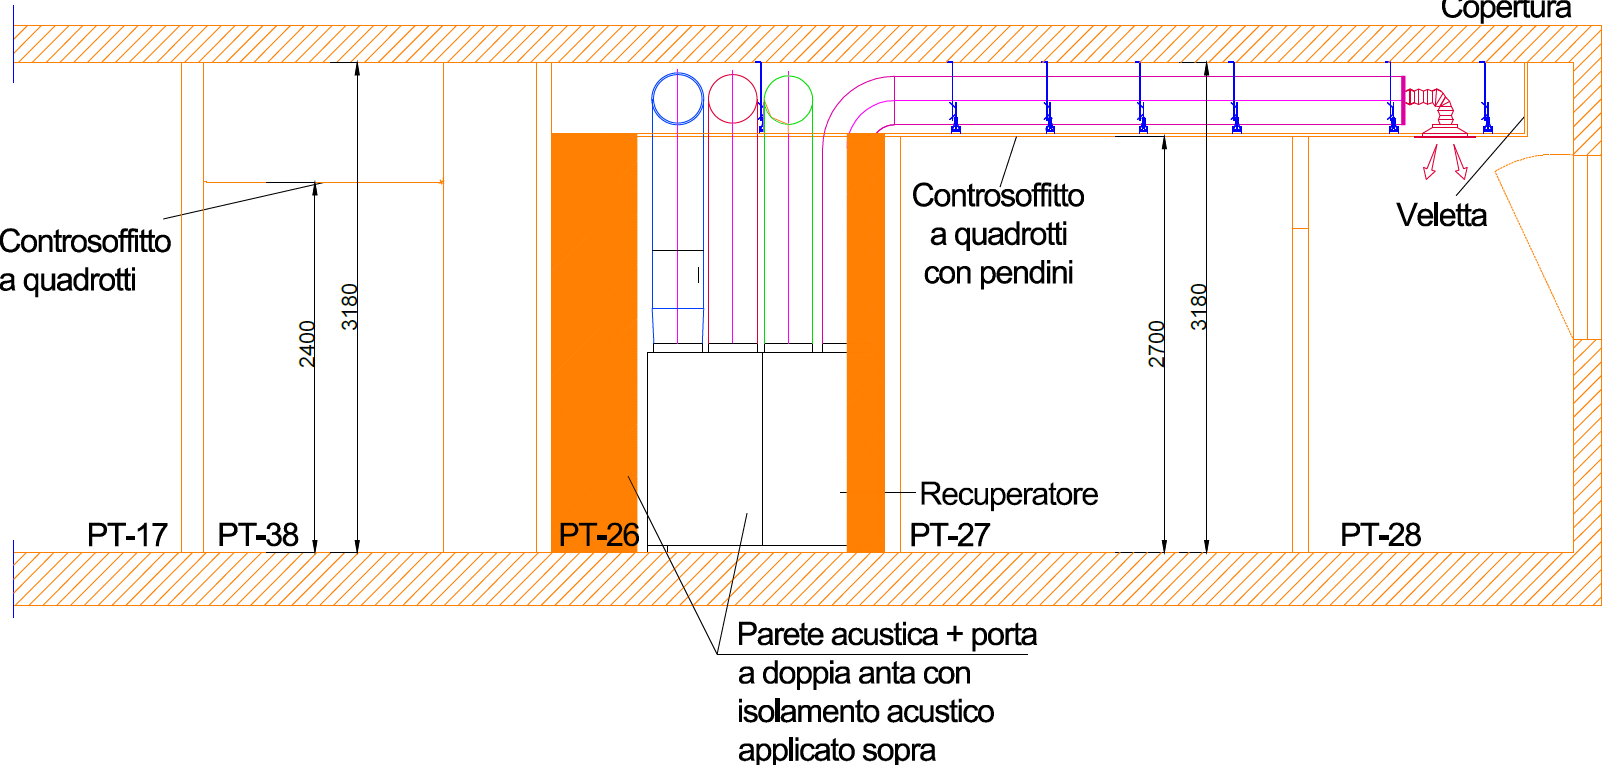 Copertura
Controsoffitto
a quadrotti
con pendini
Veletta
Controsoffitto
a quadrotti
2400
3180
2700
3180
Recuperatore
PT-17
PT-38
PT-26
PT-27
PT-28
Parete acustica + porta
a doppia anta con
isolamento acustico
applicato sopra